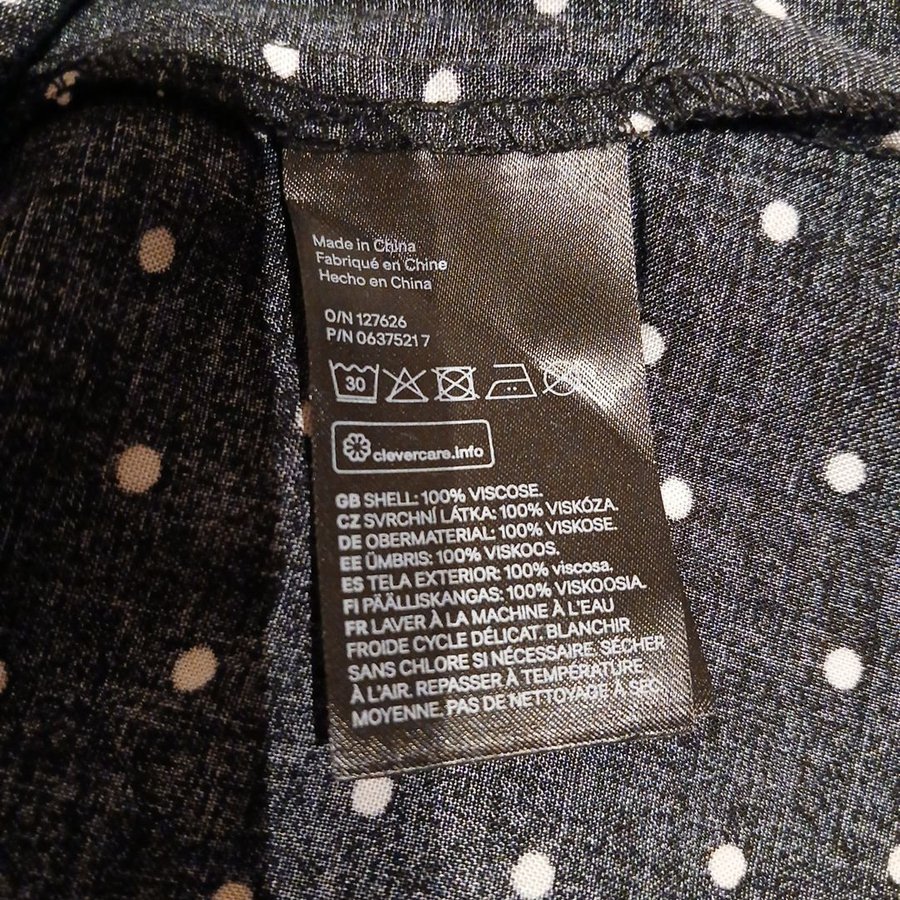 Made in China
Fabriqué en Chine
Hecho en China
O/N 127626
P/N 06375217
30
clevercare.info
GB SHELL: 100% VISCOSE.
CZ SVRCHNÍ LÁTKA: 100% VISKÓZA.
DE OBERMATERIAL: 100% VISKOSE.
EE ÜMBRIS: 100% VISKOOS.
ES TELA EXTERIOR: 100% viscosa.
FI PÄÄLLISKANGAS: 100% VISKOOSIA.
FR LAVER À LA MACHINE À L'EAU
FROIDE CYCLE DÉLICAT. BLANCHIR
SANS CHLORE SI NÉCESSAIRE. SÉCHER
À L'AIR. REPASSER À TEMPÉRATURE
MOYENNE. PAS DE NETTOYAGE À SEC